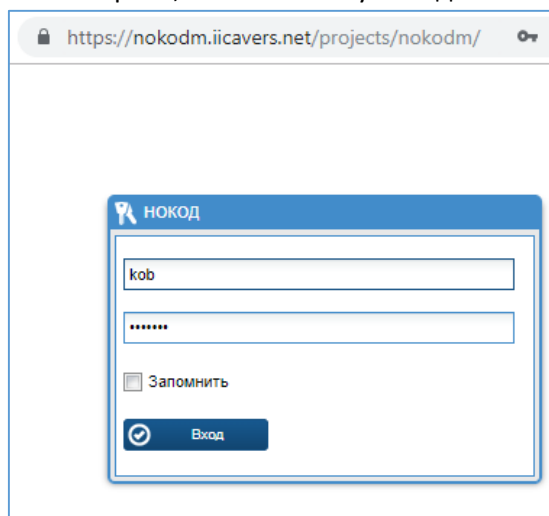 https://nokodm.iicavers.net/projects/nokodm/
НОКОД
kob
•••••••
Запомнить
Вход